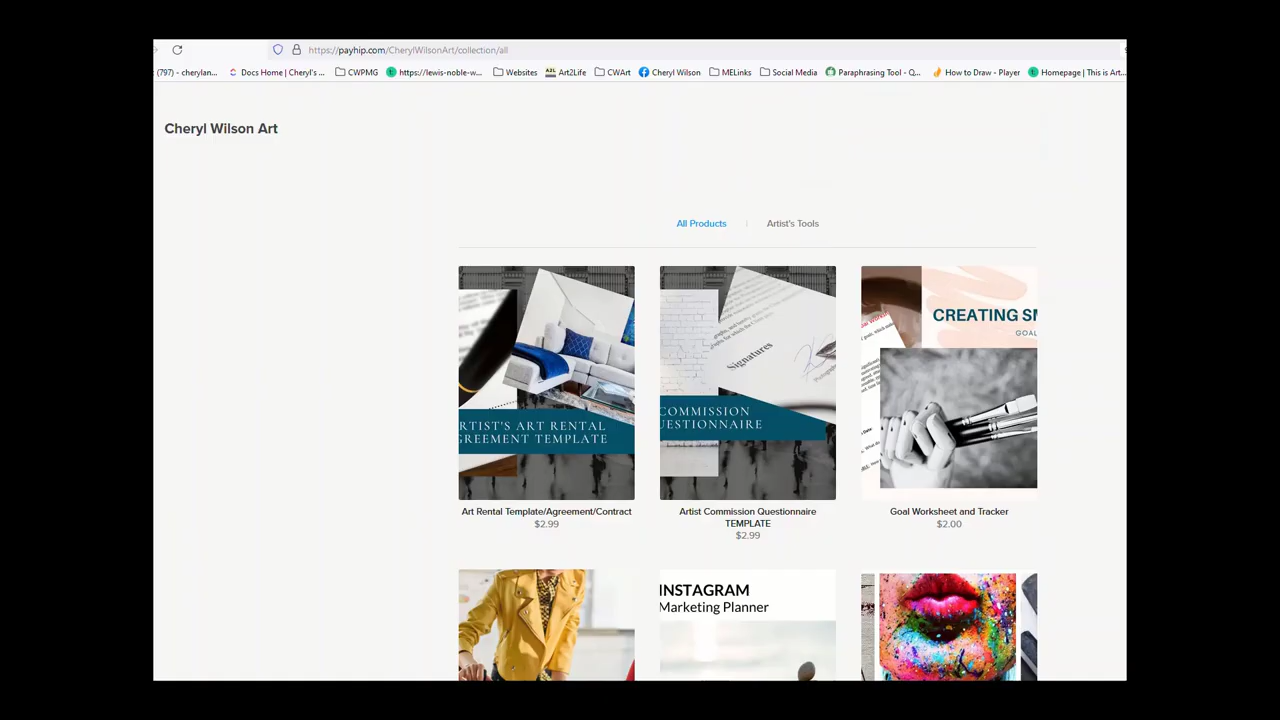 https://payhip.com/CherylWilsonArt/collection/all
(797) - cherylan...
Docs Home | Cheryl's ...
CWPMG
https://lewis-noble-w...
Websites
A2L
Art2Life
CWArt
Cheryl Wilson
MELinks
Social Media
Paraphrasing Tool - Q...
How to Draw - Player
Homepage | This is Art...
Cheryl Wilson Art
All Products
Artist's Tools
RTIST'S ART RENTAL
GREEMENT TEMPLATE
Signatures
COMMISSION
UESTIONNAIRE
CREATING SM
GOAL
Art Rental Template/Agreement/Contract
$2.99
Artist Commission Questionnaire
TEMPLATE
$2.99
Goal Worksheet and Tracker
$2.00
INSTAGRAM
Marketing Planner